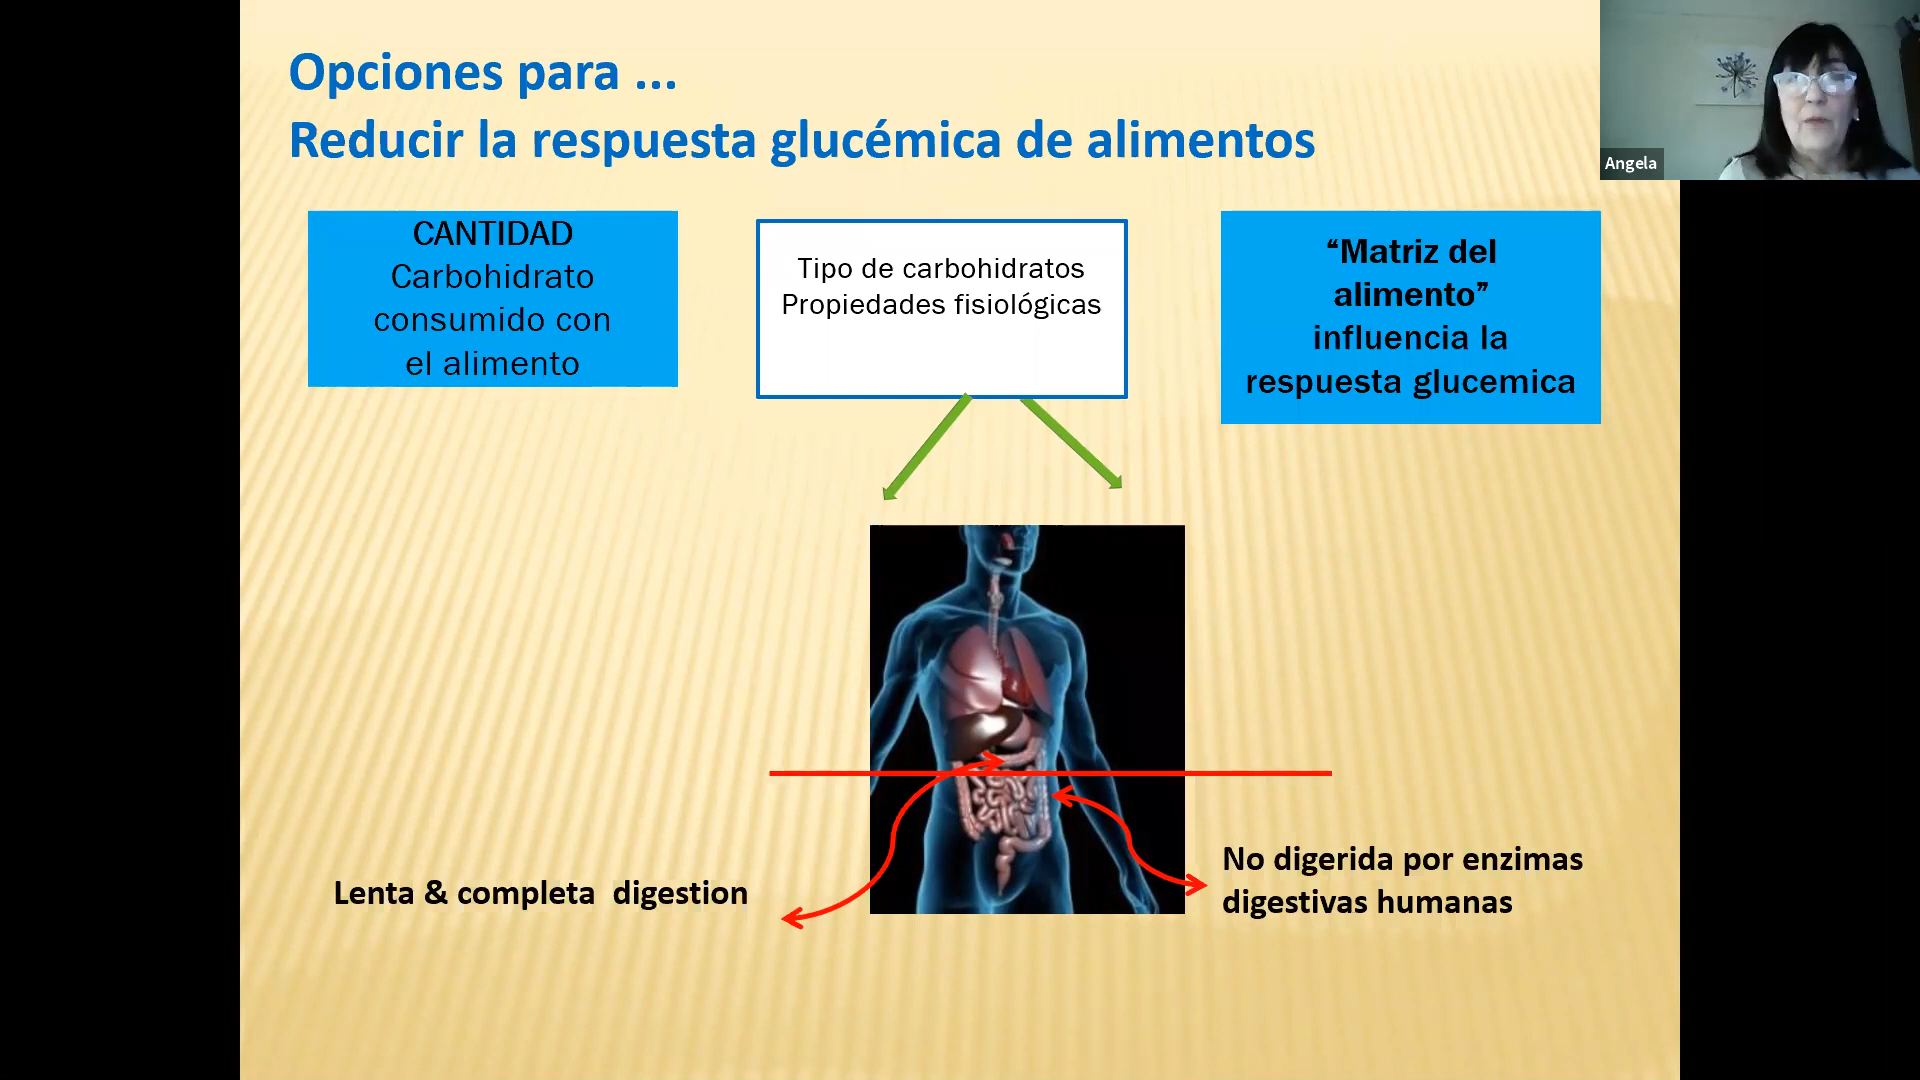 Opciones para ...
Reducir la respuesta glucémica de alimentos
Angela
CANTIDAD
Carbohidrato
consumido con
el alimento
Tipo de carbohidratos
Propiedades fisiológicas
“Matriz del
alimento”
influencia la
respuesta glucemica
Lenta & completa  digestion
No digerida por enzimas
digestivas humanas